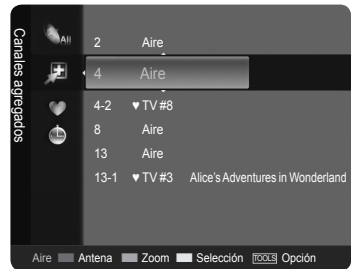 Canales agregados
All
2 Aire
4 Aire
4-2 ♥ TV #8
8 Aire
13 Aire
13-1 ♥ TV #3 Alice's Adventures in Wonderland
Aire Antena Zoom Selección TOOLS Opción